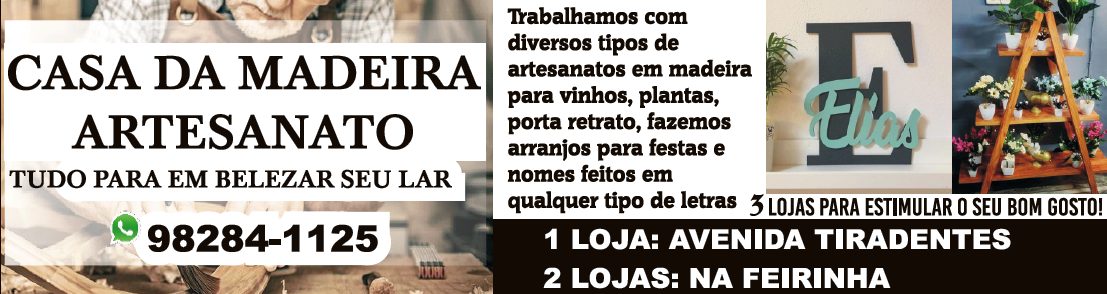 CASA DA MADEIRA
ARTESANATO
TUDO PARA EM BELEZAR SEU LAR
98284-1125
Trabalhamos com
diversos tipos de
artesanatos em madeira
para vinhos, plantas,
porta retrato, fazemos
arranjos para festas e
nomes feitos em
qualquer tipo de letras
E
Elias
3 LOJAS PARA ESTIMULAR O SEU BOM GOSTO!
1 LOJA: AVENIDA TIRADENTES
2 LOJAS: NA FEIRINHA